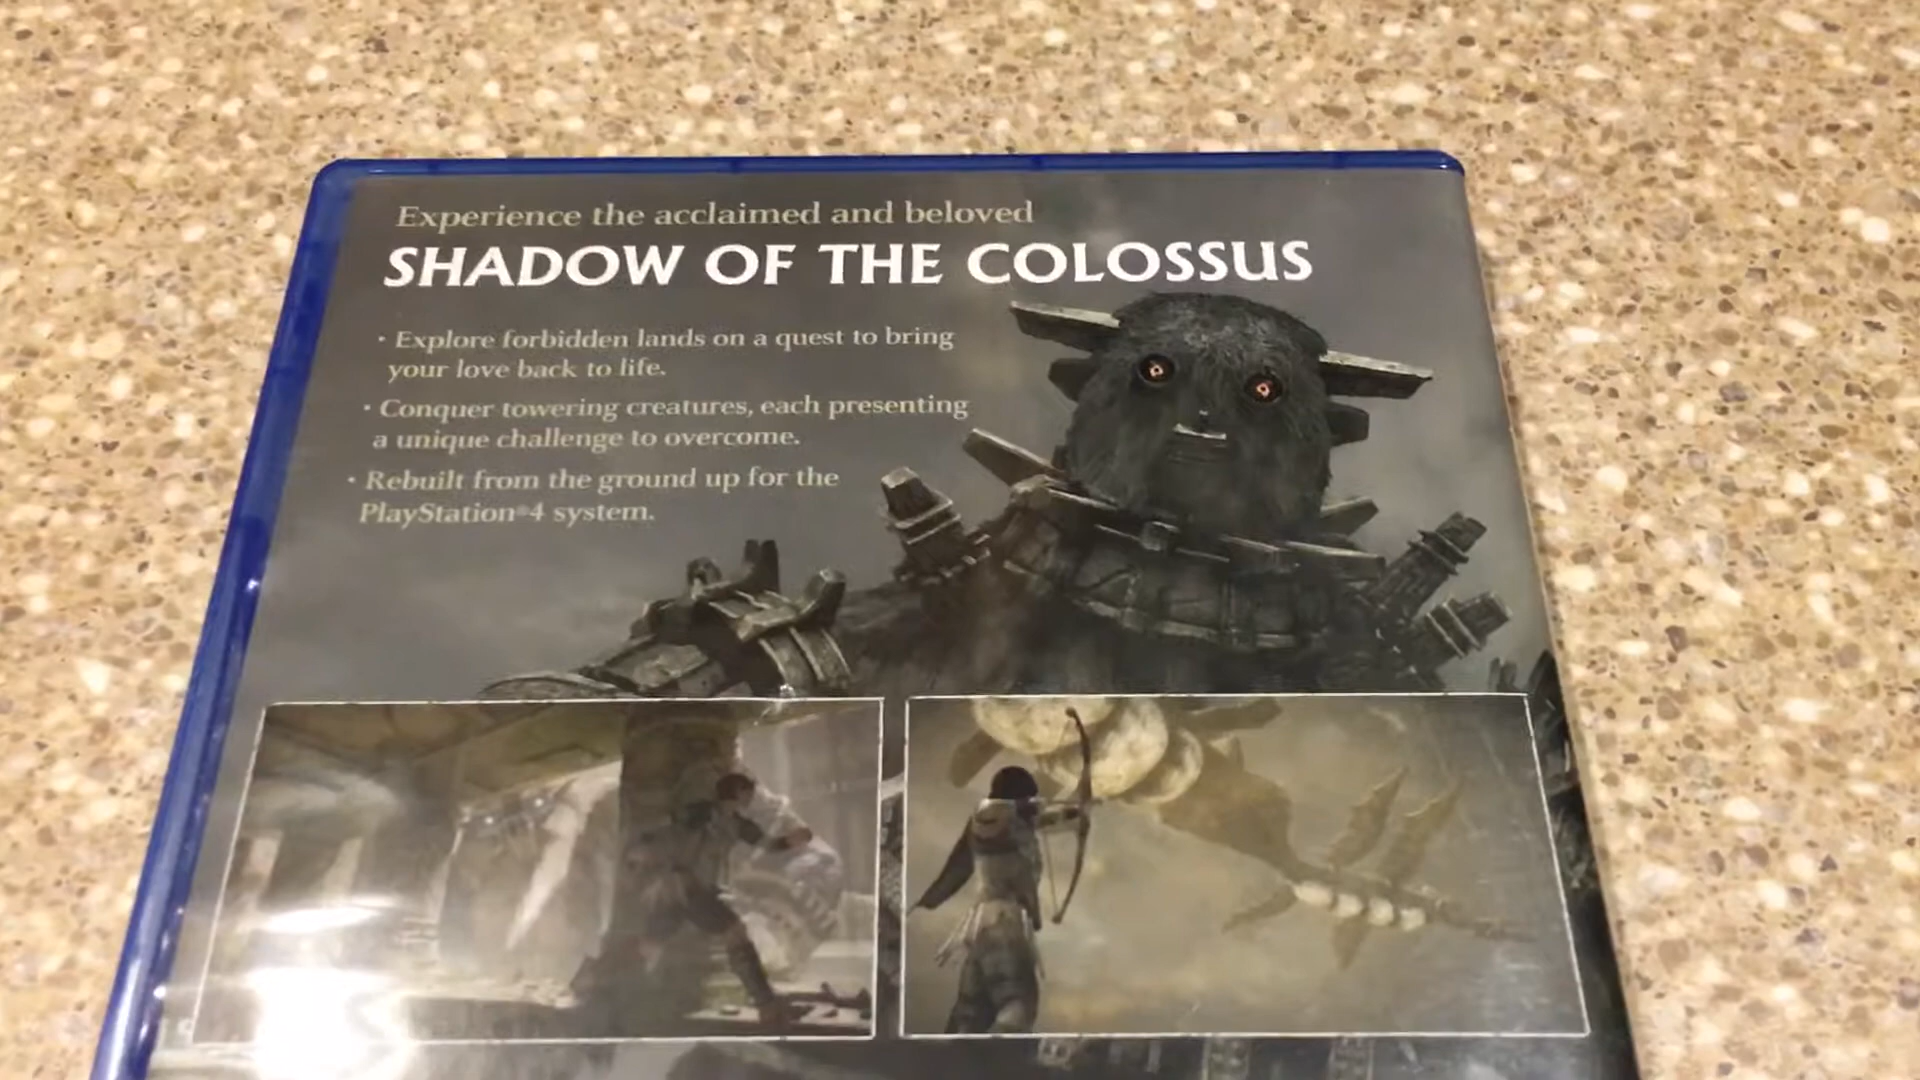 Experience the acclaimed and beloved
SHADOW OF THE COLOSSUS
· Explore forbidden lands on a quest to bring
your love back to life.
· Conquer towering creatures, each presenting
a unique challenge to overcome.
· Rebuilt from the ground up for the
PlayStation®4 system.